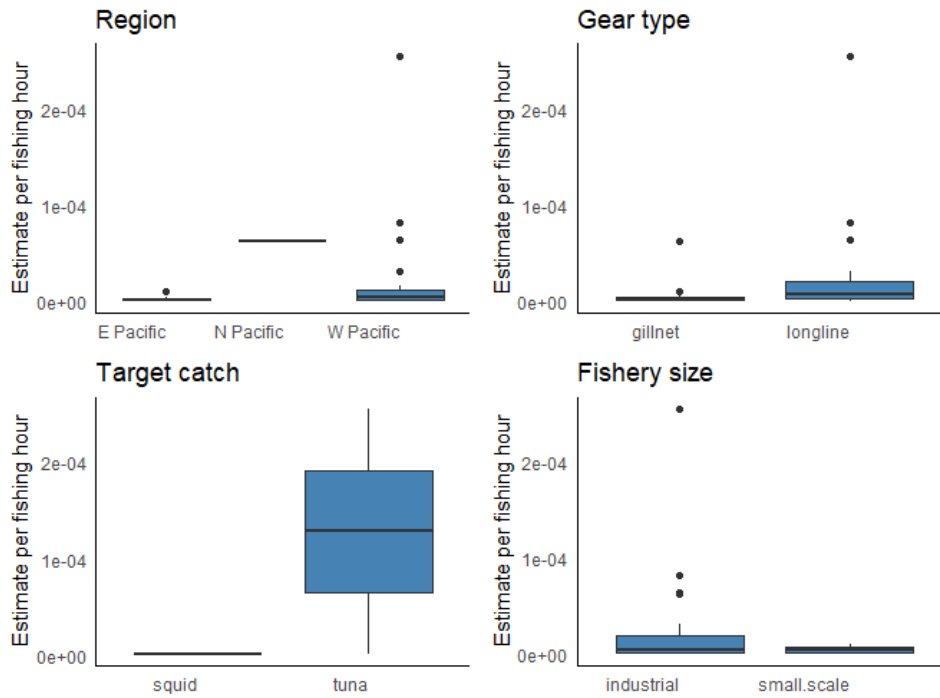 Region
Estimate per fishing hour
2e-04
1e-04
0e+00
E Pacific
N Pacific
W Pacific
Gear type
Estimate per fishing hour
2e-04
1e-04
0e+00
gillnet
longline
Target catch
Estimate per fishing hour
2e-04
1e-04
0e+00
squid
tuna
Fishery size
Estimate per fishing hour
2e-04
1e-04
0e+00
industrial
small.scale